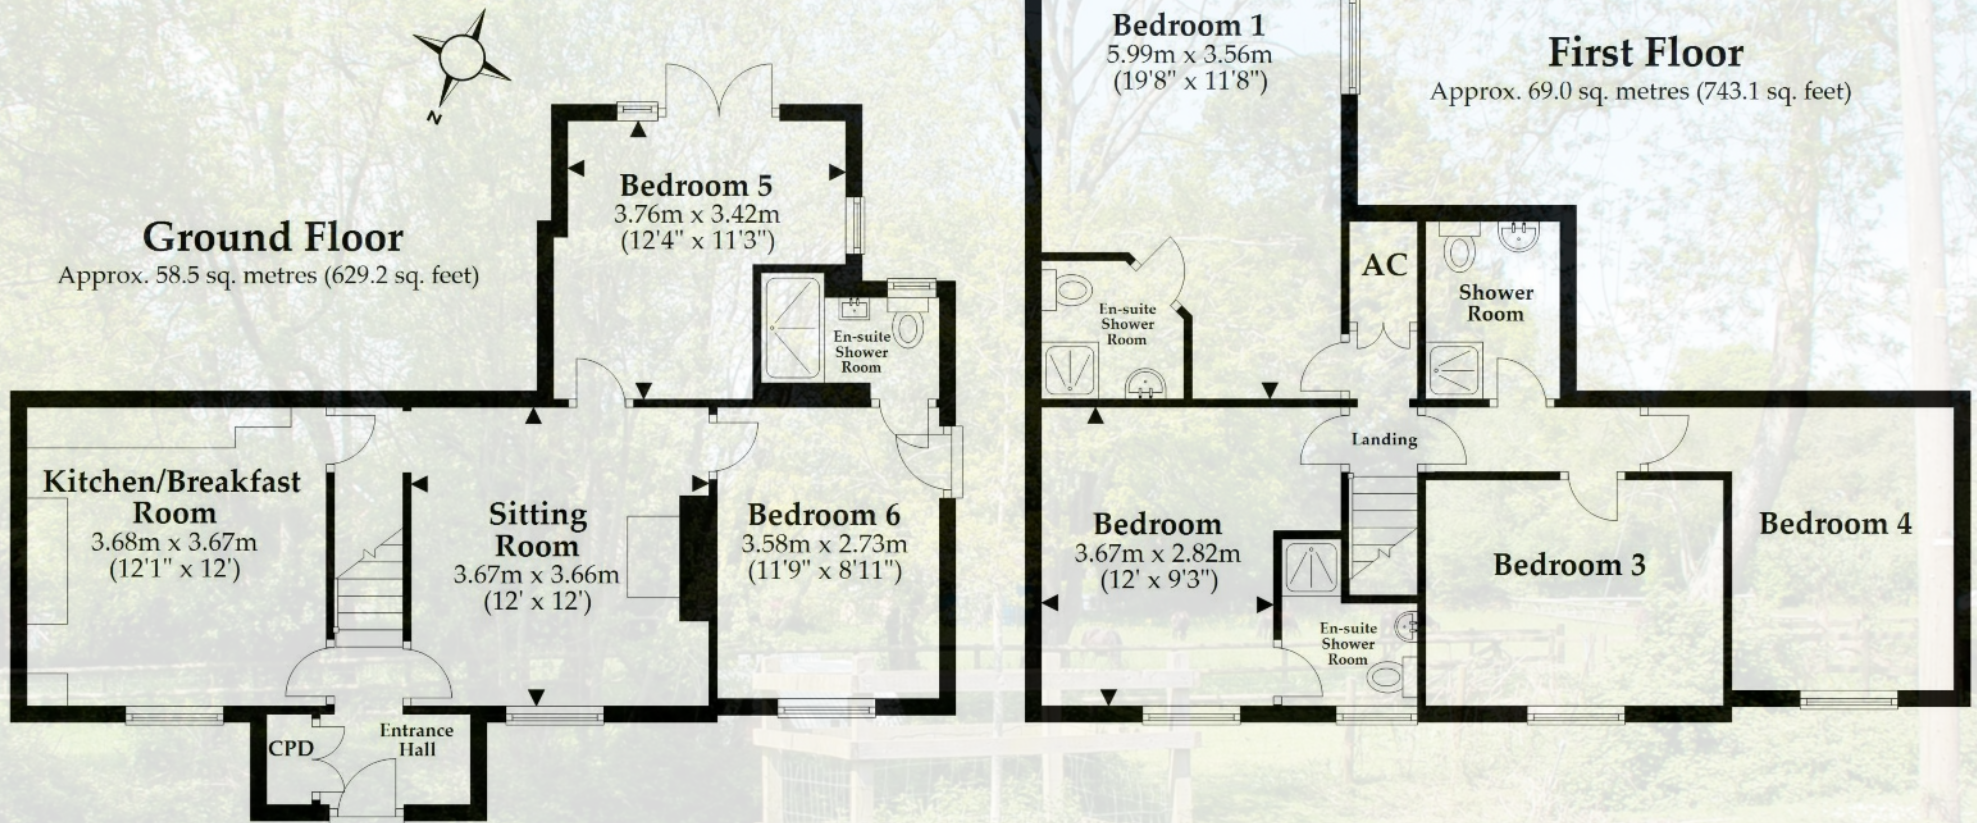 N
Ground Floor
Approx. 58.5 sq. metres (629.2 sq. feet)
Bedroom 5
3.76m x 3.42m
(12'4" x 11'3")
En-suite
Shower
Room
Kitchen/Breakfast
Room
3.68m x 3.67m
(12'1" x 12')
Sitting
Room
3.67m x 3.66m
(12' x 12')
Bedroom 6
3.58m x 2.73m
(11'9" x 8'11")
CPD
Entrance
Hall
First Floor
Approx. 69.0 sq. metres (743.1 sq. feet)
Bedroom 1
5.99m x 3.56m
(19'8" x 11'8")
En-suite
Shower
Room
AC
Shower
Room
Landing
Bedroom
3.67m x 2.82m
(12' x 9'3")
En-suite
Shower
Room
Bedroom 3
Bedroom 4